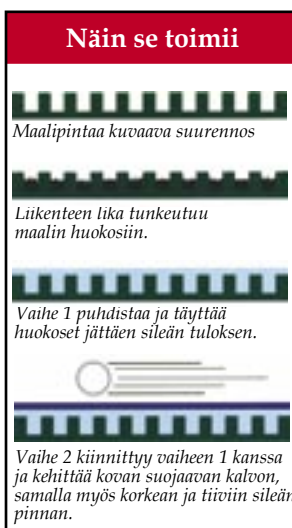 Näin se toimii
Maalipintaa kuvaava suurennos
Liikenteen lika tunkeutuu
maalin huokosiin.
Vaihe 1 puhdistaa ja täyttää
huokoset jättäen sileän tuloksen.
Vaihe 2 kiinnittyy vaiheen 1 kanssa
ja kehittää kovan suojaavan kalvon,
samalla myös korkean ja tiiviin sileän
pinnan.